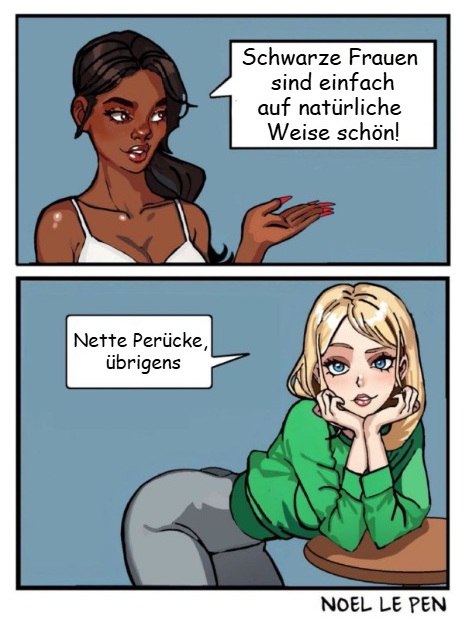 Schwarze Frauen
sind einfach
auf natürliche
Weise schön!
Nette Perücke,
übrigens
NOEL LE PEN